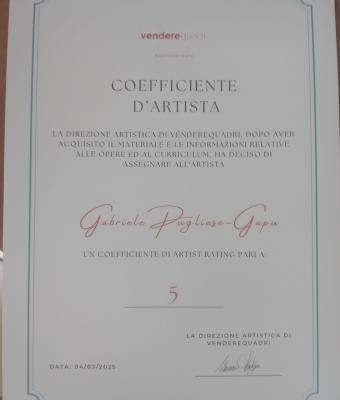 venderequadri
COEFFICIENTE
D'ARTISTA
LA DIREZIONE ARTISTICA DI VENDEREQUADRI, DOPO AVER
ACQUISITO IL MATERIALE E LE INFORMAZIONI RELATIVE
ALLE OPERE ED AL CURRICULUM, HA DECISO DI
ASSEGNARE ALL'ARTISTA
Gabriele Pugliese-Gapu
UN COEFFICIENTE DI ARTIST RATING PARI A:
5
LA DIREZIONE ARTISTICA DI
VENDEREQUADRI
DATA: 04/03/2025